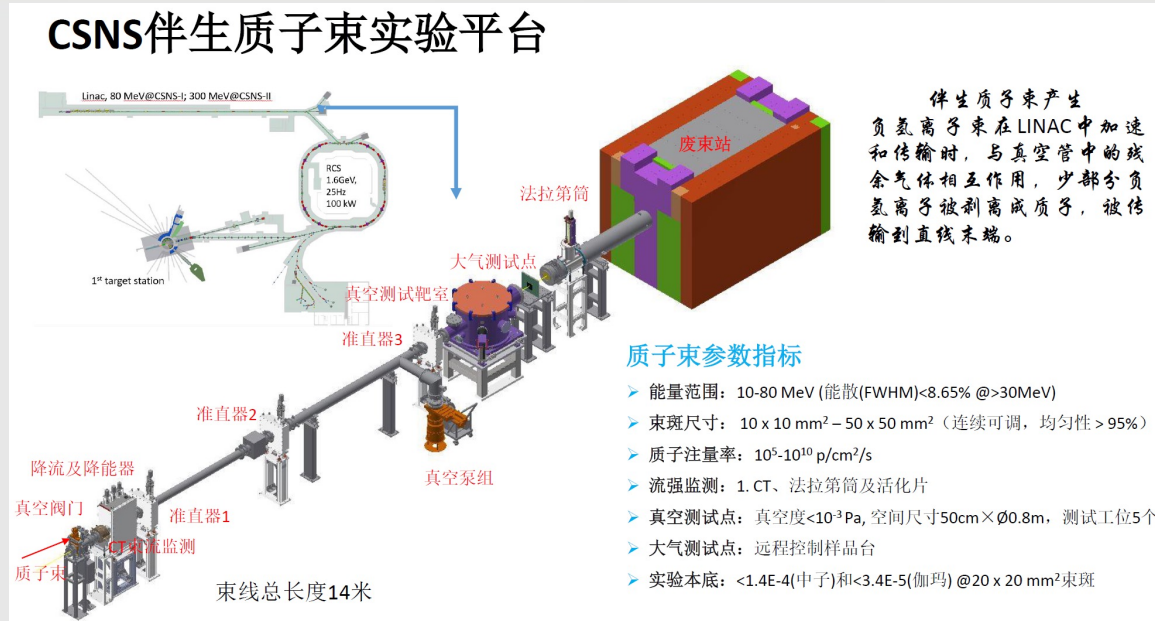 CSNS伴生质子束实验平台
Linac, 80 MeV@CSNS-I; 300 MeV@CSNS-II
RCS
1.6GeV,
25Hz
100 kW
1st target station
废束站
伴生质子束产生
负氢离子束在LINAC中加速
和传输时，与真空管中的残
余气体相互作用，少部分负
氢离子被剥离成质子，被传
输到直线末端。
法拉第筒
大气测试点
真空测试靶室
准直器3
准直器2
降流及降能器
真空阀门
准直器1
CT束流监测
质子束
真空泵组
束线总长度14米
质子束参数指标
➢ 能量范围：10-80 MeV (能散(FWHM)<8.65% @>30MeV)
➢ 束斑尺寸： 10 x 10 mm² – 50 x 50 mm²（连续可调，均匀性 > 95%）
➢ 质子注量率：10⁵-10¹⁰ p/cm²/s
➢ 流强监测：1. CT、法拉第筒及活化片
➢ 真空测试点：真空度<10⁻³ Pa, 空间尺寸50cm×Ø0.8m，测试工位5个
➢ 大气测试点：远程控制样品台
➢ 实验本底：<1.4E-4(中子)和<3.4E-5(伽玛) @20 x 20 mm²束斑